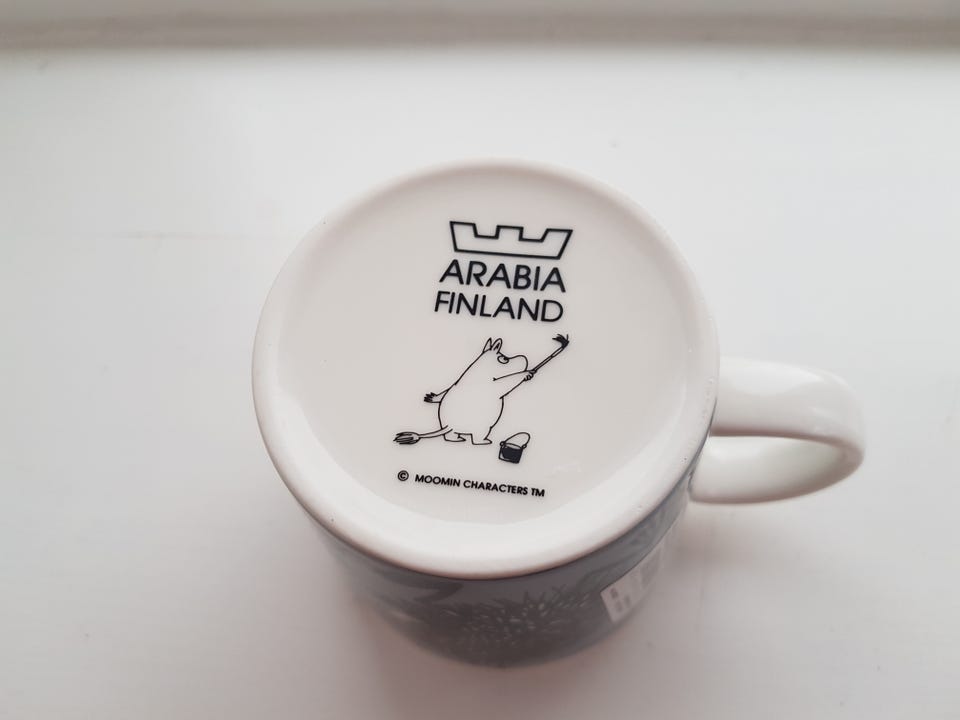 ARABIA
FINLAND
© MOOMIN CHARACTERS TM